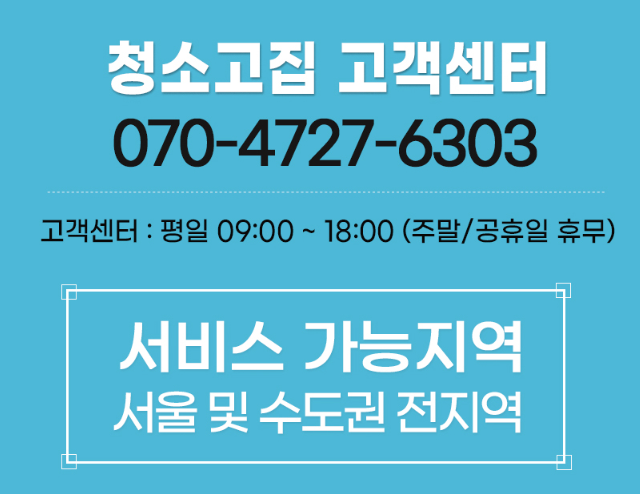 청소고집 고객센터
070-4727-6303
고객센터 : 평일 09:00 ~ 18:00 (주말/공휴일 휴무)
서비스 가능지역
서울 및 수도권 전지역